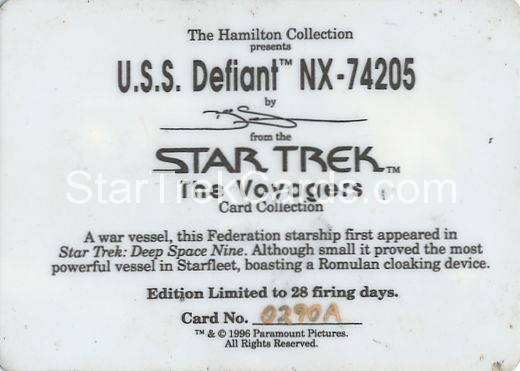 The Hamilton Collection
presents
U.S.S. Defiant™ NX-74205
by
from the
STAR TREK™
The Voyagers
StarTrekCards.com
Card Collection
A war vessel, this Federation starship first appeared in
Star Trek: Deep Space Nine. Although small it proved the most
powerful vessel in Starfleet, boasting a Romulan cloaking device.
Edition Limited to 28 firing days.
Card No. 0290A
™ & © 1996 Paramount Pictures.
All Rights Reserved.